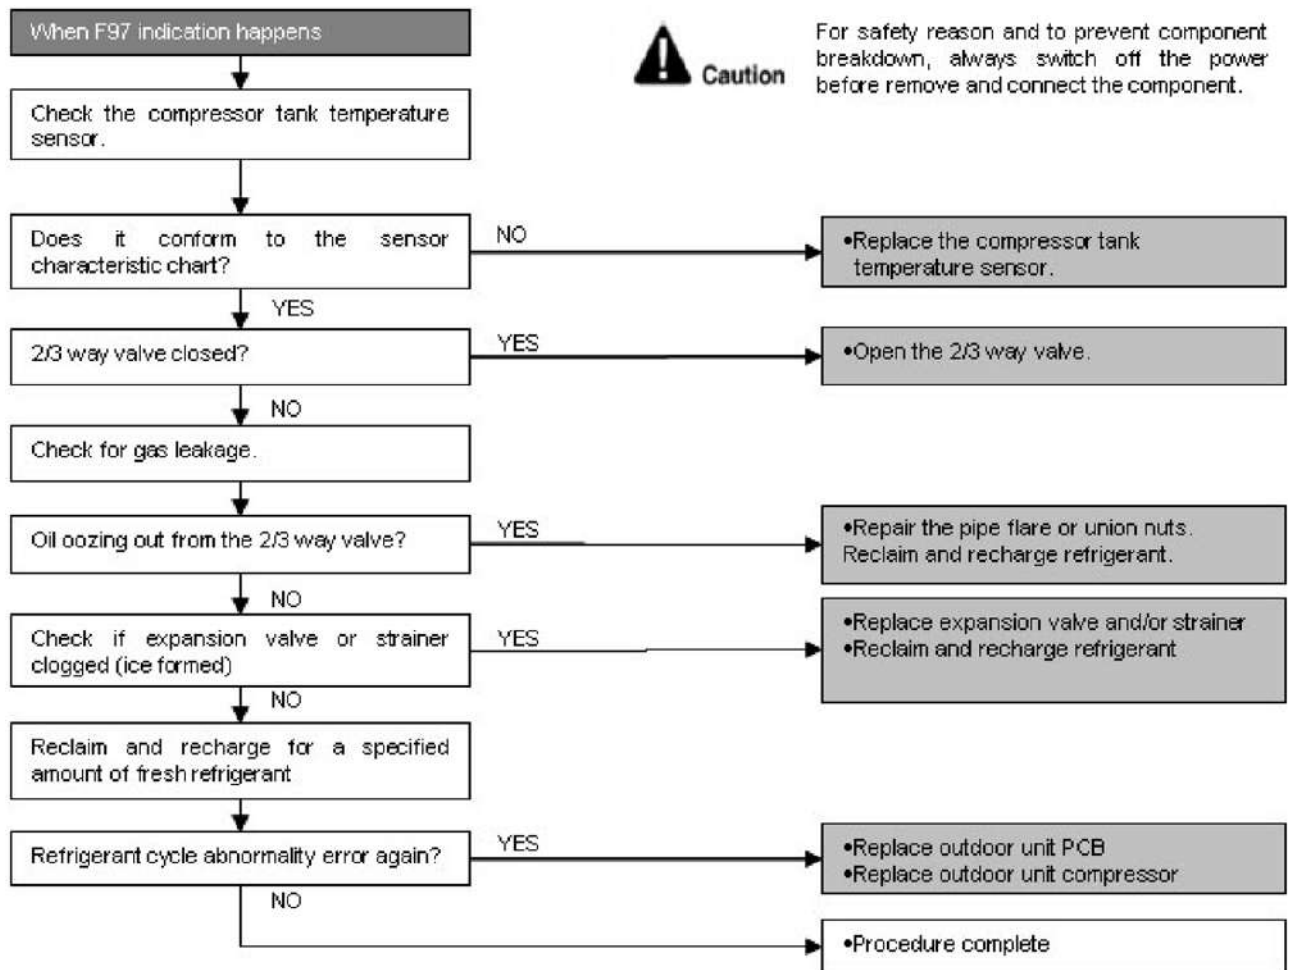 When F97 indication happens
Caution
For safety reason and to prevent component
breakdown, always switch off the power
before remove and connect the component.
Check the compressor tank temperature
sensor.
Does it conform to the sensor
characteristic chart?
NO
•Replace the compressor tank
temperature sensor.
YES
2/3 way valve closed?
YES
•Open the 2/3 way valve.
NO
Check for gas leakage.
Oil oozing out from the 2/3 way valve?
YES
•Repair the pipe flare or union nuts.
Reclaim and recharge refrigerant.
NO
Check if expansion valve or strainer
clogged (ice formed)
YES
•Replace expansion valve and/or strainer
•Reclaim and recharge refrigerant
NO
Reclaim and recharge for a specified
amount of fresh refrigerant
Refrigerant cycle abnormality error again?
YES
•Replace outdoor unit PCB
•Replace outdoor unit compressor
NO
•Procedure complete